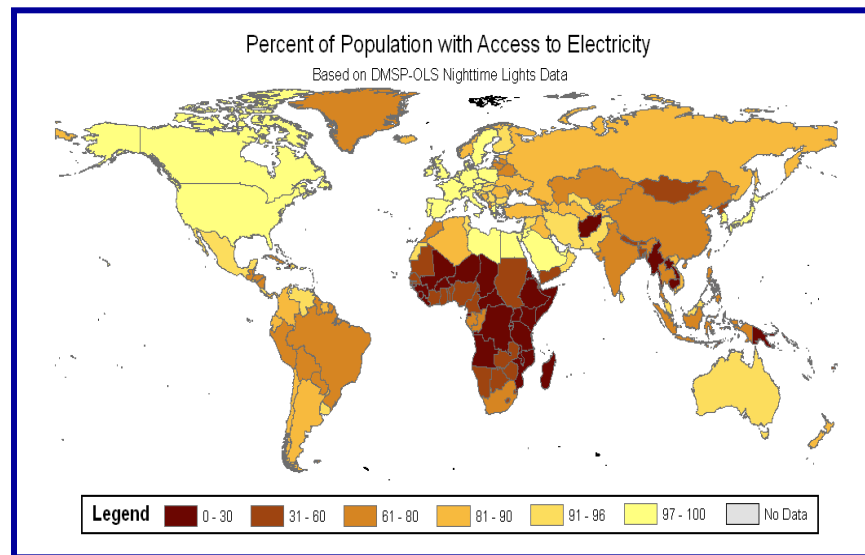 Percent of Population with Access to Electricity
Based on DMSP-OLS Nighttime Lights Data
Legend 0 - 30 31 - 60 61 - 80 81 - 90 91 - 96 97 - 100 No Data